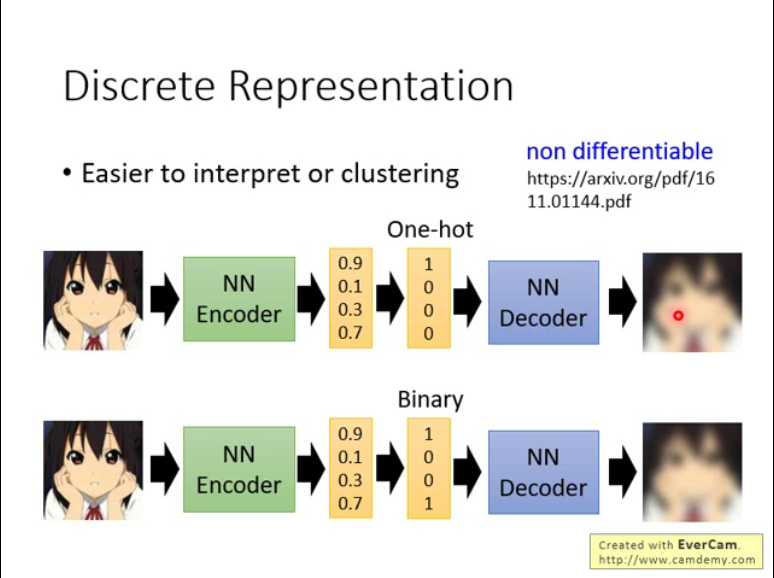 Discrete Representation
• Easier to interpret or clustering
non differentiable
https://arxiv.org/pdf/16
11.01144.pdf
One-hot
NN
Encoder
0.9
0.1
0.3
0.7
1
0
0
0
NN
Decoder
Binary
NN
Encoder
0.9
0.1
0.3
0.7
1
0
0
1
NN
Decoder
Created with EverCam.
http://www.camdemy.com